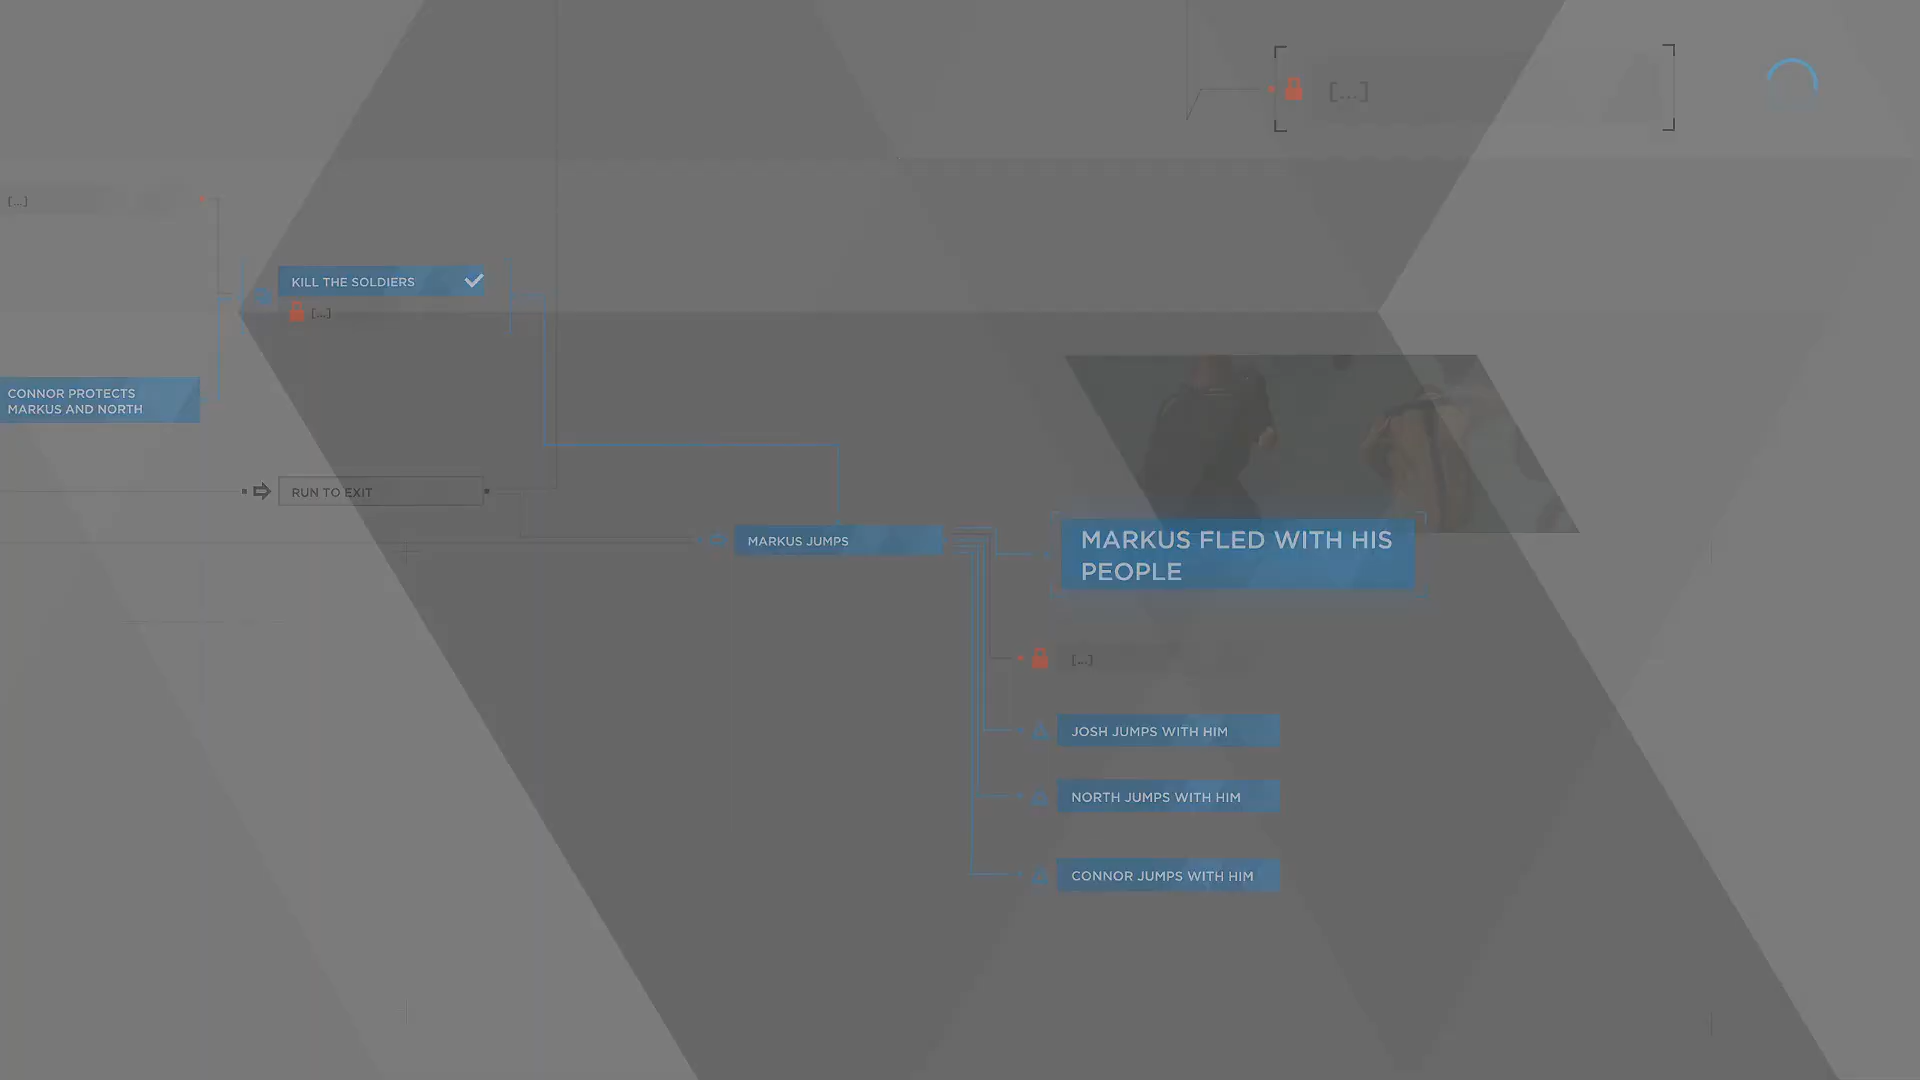 [...]
[...]
KILL THE SOLDIERS
[...]
CONNOR PROTECTS
MARKUS AND NORTH
RUN TO EXIT
MARKUS JUMPS
MARKUS FLED WITH HIS
PEOPLE
[...]
JOSH JUMPS WITH HIM
NORTH JUMPS WITH HIM
CONNOR JUMPS WITH HIM